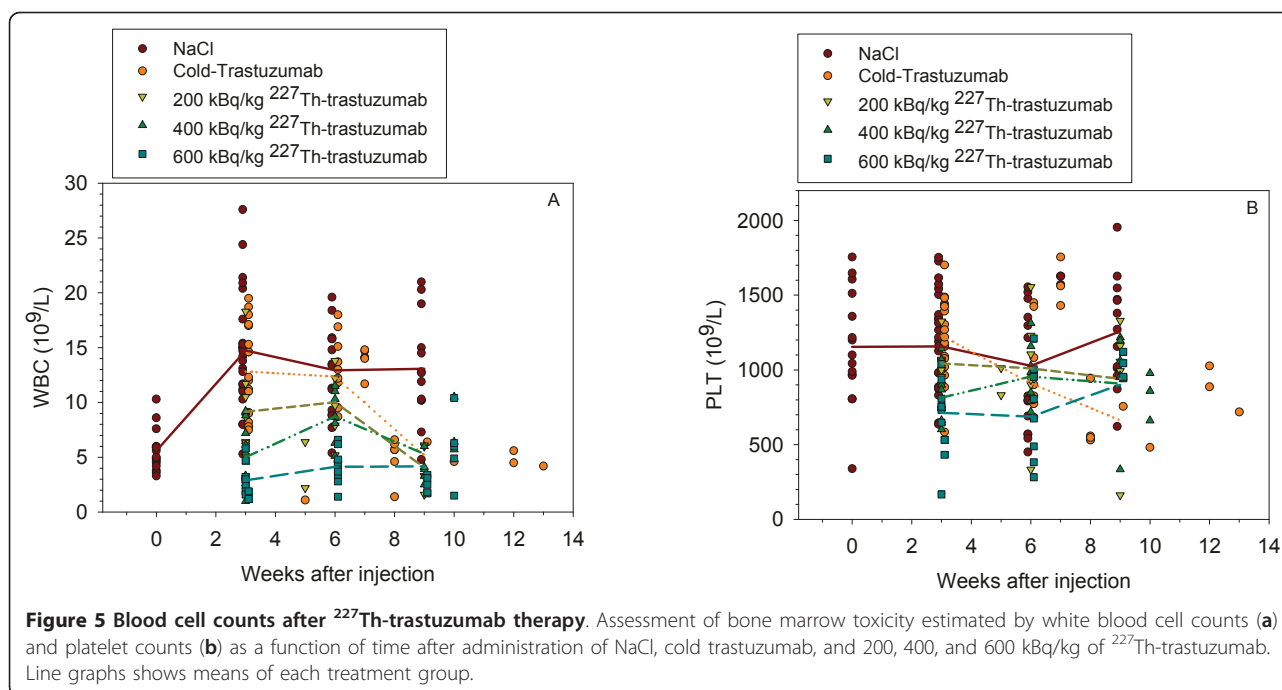 NaCl
Cold-Trastuzumab
200 kBq/kg ²²⁷Th-trastuzumab
400 kBq/kg ²²⁷Th-trastuzumab
600 kBq/kg ²²⁷Th-trastuzumab
30
25
20
15
10
5
0
WBC (10⁹/L)
A
0 2 4 6 8 10 12 14
Weeks after injection
NaCl
Cold-Trastuzumab
200 kBq/kg ²²⁷Th-trastuzumab
400 kBq/kg ²²⁷Th-trastuzumab
600 kBq/kg ²²⁷Th-trastuzumab
2000
1500
1000
500
0
PLT (10⁹/L)
B
0 2 4 6 8 10 12 14
Weeks after injection
Figure 5 Blood cell counts after ²²⁷Th-trastuzumab therapy. Assessment of bone marrow toxicity estimated by white blood cell counts (a)
and platelet counts (b) as a function of time after administration of NaCl, cold trastuzumab, and 200, 400, and 600 kBq/kg of ²²⁷Th-trastuzumab.
Line graphs shows means of each treatment group.